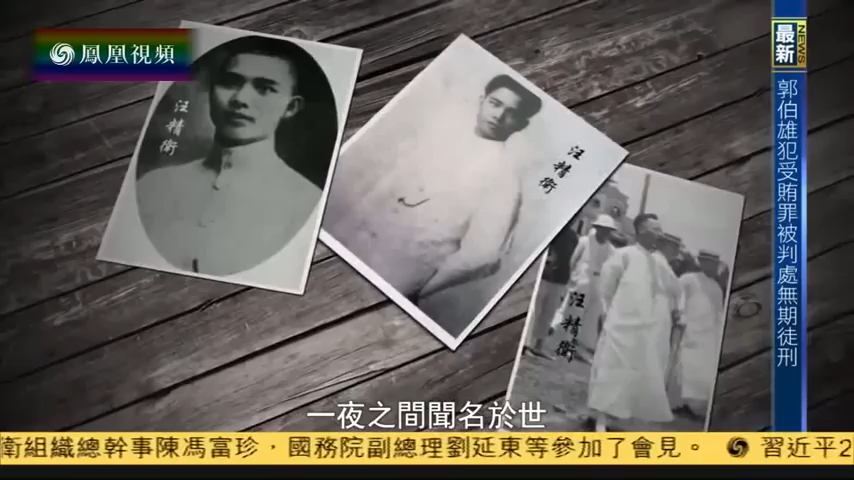 鳳凰視頻
汪精衛
汪精衛
汪精衛
NEWS
最新
郭伯雄犯受賄罪被判處無期徒刑
一夜之間聞名於世
衛組織總幹事陳馮富珍，國務院副總理劉延東等參加了會見。 習近平2